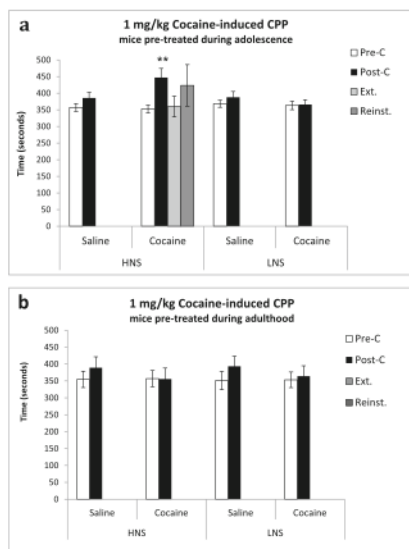 a
1 mg/kg Cocaine-induced CPP
mice pre-treated during adolescence
Time (seconds)
500
450
400
350
300
250
200
150
100
50
0
**
Pre-C
Post-C
Ext.
Reinst.
Saline
Cocaine
Saline
Cocaine
HNS
LNS
b
1 mg/kg Cocaine-induced CPP
mice pre-treated during adulthood
Time (seconds)
500
450
400
350
300
250
200
150
100
50
0
Pre-C
Post-C
Ext.
Reinst.
Saline
Cocaine
Saline
Cocaine
HNS
LNS